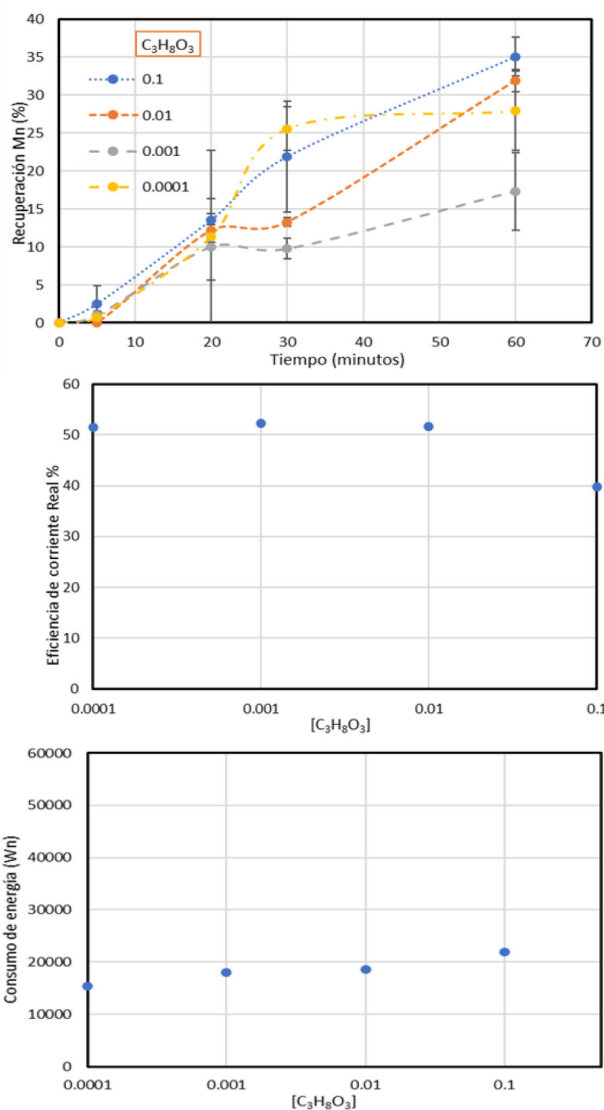 40
35
30
25
20
15
10
5
0
Recuperación Mn (%)
C₃H₈O₃
0.1
0.01
0.001
0.0001
0 10 20 30 40 50 60 70
Tiempo (minutos)
60
50
40
30
20
10
0
Eficiencia de corriente Real %
0.0001 0.001 0.01 0.1
[C₃H₈O₃]
60000
50000
40000
30000
20000
10000
0
Consumo de energía (Wn)
0.0001 0.001 0.01 0.1
[C₃H₈O₃]